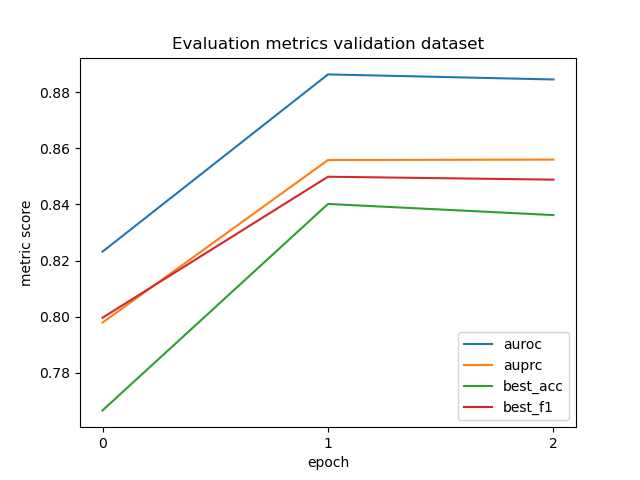 Evaluation metrics validation dataset
metric score
0.88
0.86
0.84
0.82
0.80
0.78
auroc
auprc
best_acc
best_f1
0 1 2
epoch